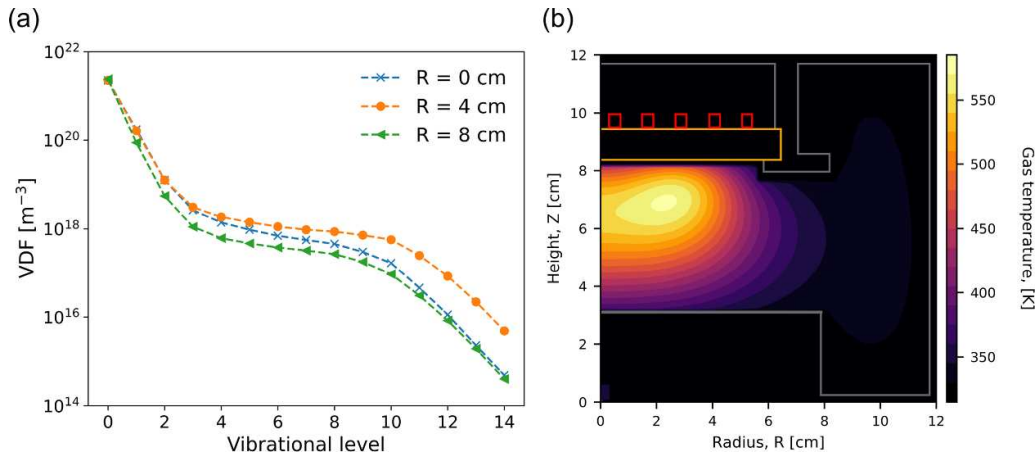 (a)
10^22
10^20
10^18
10^16
10^14
VDF [m^−3]
0 2 4 6 8 10 12 14
Vibrational level
R = 0 cm
R = 4 cm
R = 8 cm
(b)
12
10
8
6
4
2
0
Height, Z [cm]
0 2 4 6 8 10 12
Radius, R [cm]
550
500
450
400
350
Gas temperature, [K]